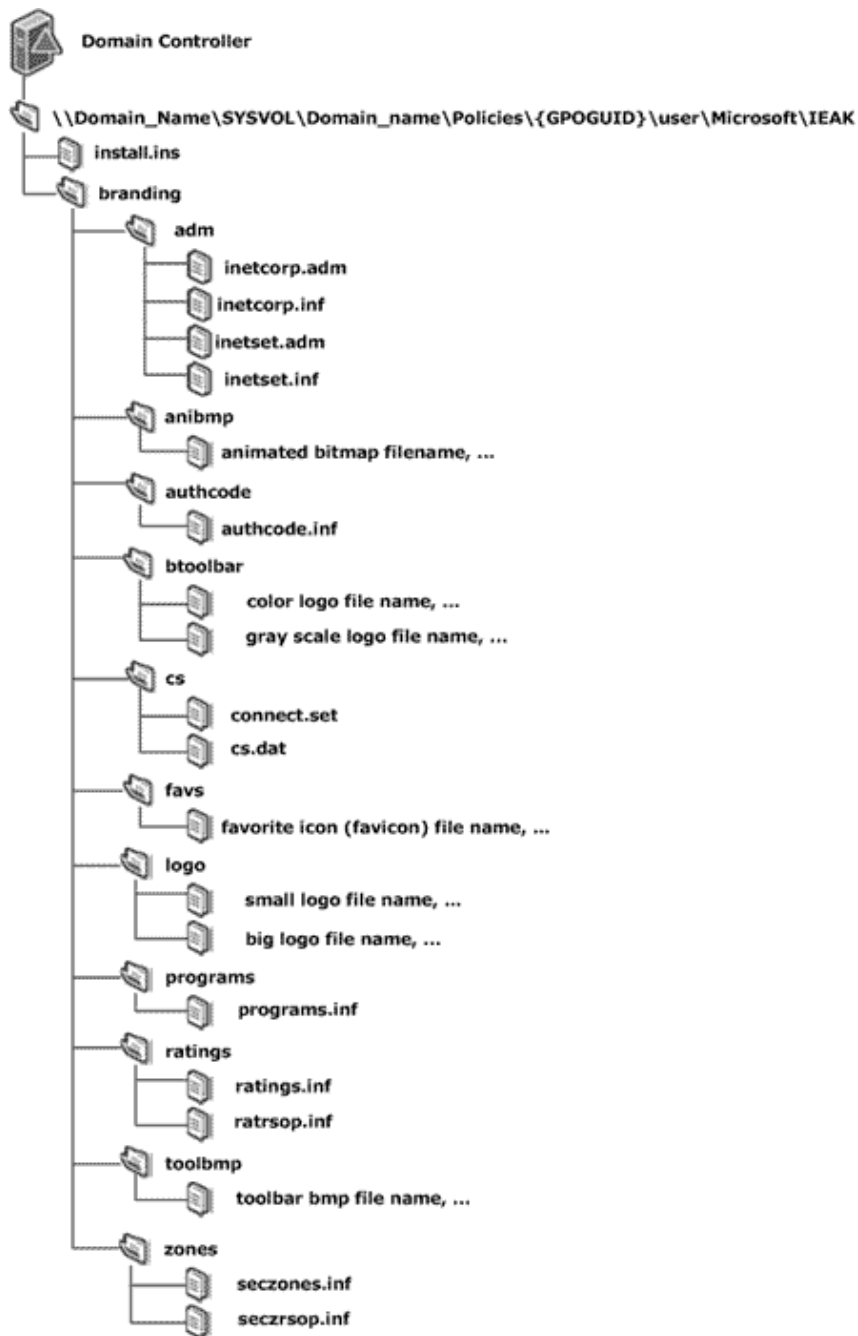 Domain Controller
\\Domain_Name\SYSVOL\Domain_name\Policies\{GPOGUID}\user\Microsoft\IEAK
install.ins
branding
adm
inetcorp.adm
inetcorp.inf
inetset.adm
inetset.inf
anibmp
animated bitmap filename, ...
authcode
authcode.inf
btoolbar
color logo file name, ...
gray scale logo file name, ...
cs
connect.set
cs.dat
favs
favorite icon (favicon) file name, ...
logo
small logo file name, ...
big logo file name, ...
programs
programs.inf
ratings
ratings.inf
ratrsop.inf
toolbmp
toolbar bmp file name, ...
zones
seczones.inf
seczrsop.inf